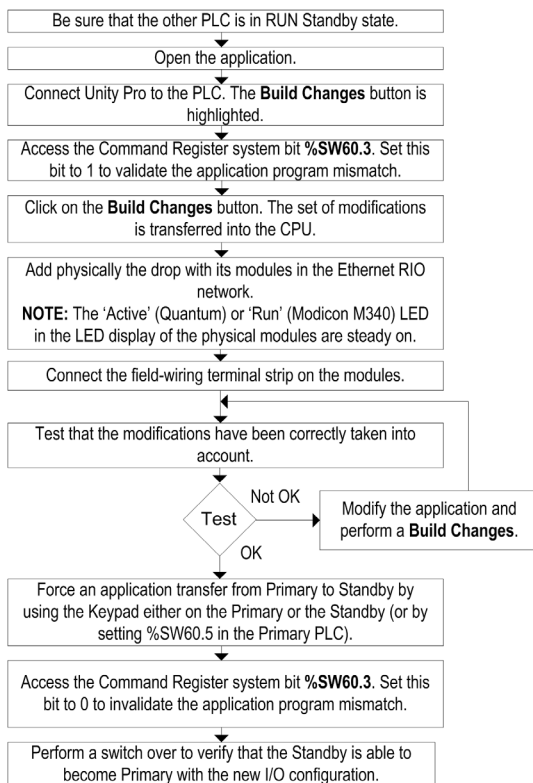 Be sure that the other PLC is in RUN Standby state.
Open the application.
Connect Unity Pro to the PLC. The Build Changes button is
highlighted.
Access the Command Register system bit %SW60.3. Set this
bit to 1 to validate the application program mismatch.
Click on the Build Changes button. The set of modifications
is transferred into the CPU.
Add physically the drop with its modules in the Ethernet RIO
network.
NOTE: The 'Active' (Quantum) or 'Run' (Modicon M340) LED
in the LED display of the physical modules are steady on.
Connect the field-wiring terminal strip on the modules.
Test that the modifications have been correctly taken into
account.
Test
Not OK
Modify the application and
perform a Build Changes.
OK
Force an application transfer from Primary to Standby by
using the Keypad either on the Primary or the Standby (or by
setting %SW60.5 in the Primary PLC).
Access the Command Register system bit %SW60.3. Set this
bit to 0 to invalidate the application program mismatch.
Perform a switch over to verify that the Standby is able to
become Primary with the new I/O configuration.